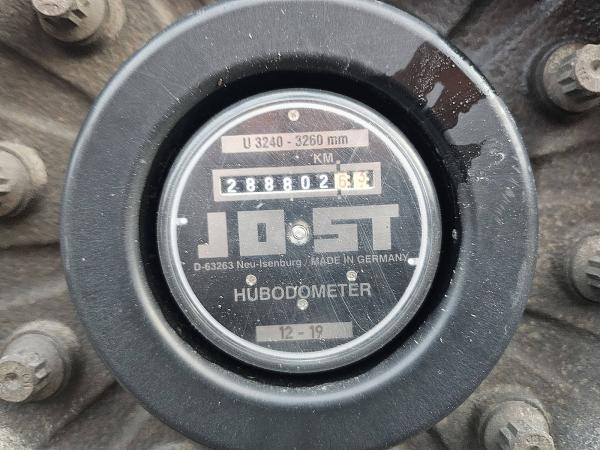 U 3240 - 3260 mm
KM
288802
JOST
D-63263 Neu-Isenburg / MADE IN GERMANY
HUBODOMETER
12 - 19